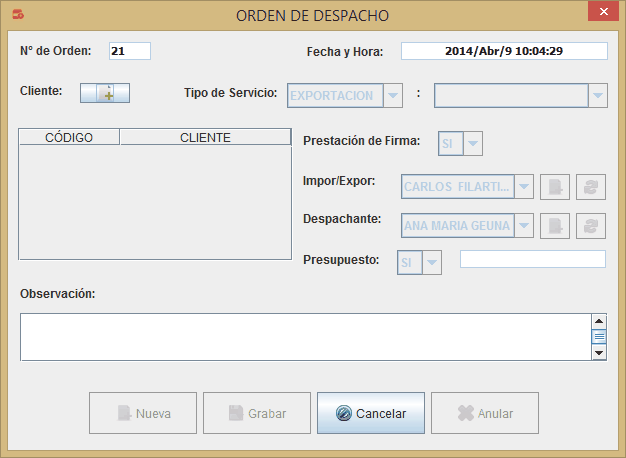 ORDEN DE DESPACHO
Nº de Orden: 21 Fecha y Hora: 2014/Abr/9 10:04:29
Cliente: Tipo de Servicio: EXPORTACION :
CÓDIGO CLIENTE
Prestación de Firma: SI
Impor/Expor: CARLOS FILARTI...
Despachante: ANA MARIA GEUNA
Presupuesto: SI
Observación:
Nueva Grabar Cancelar Anular